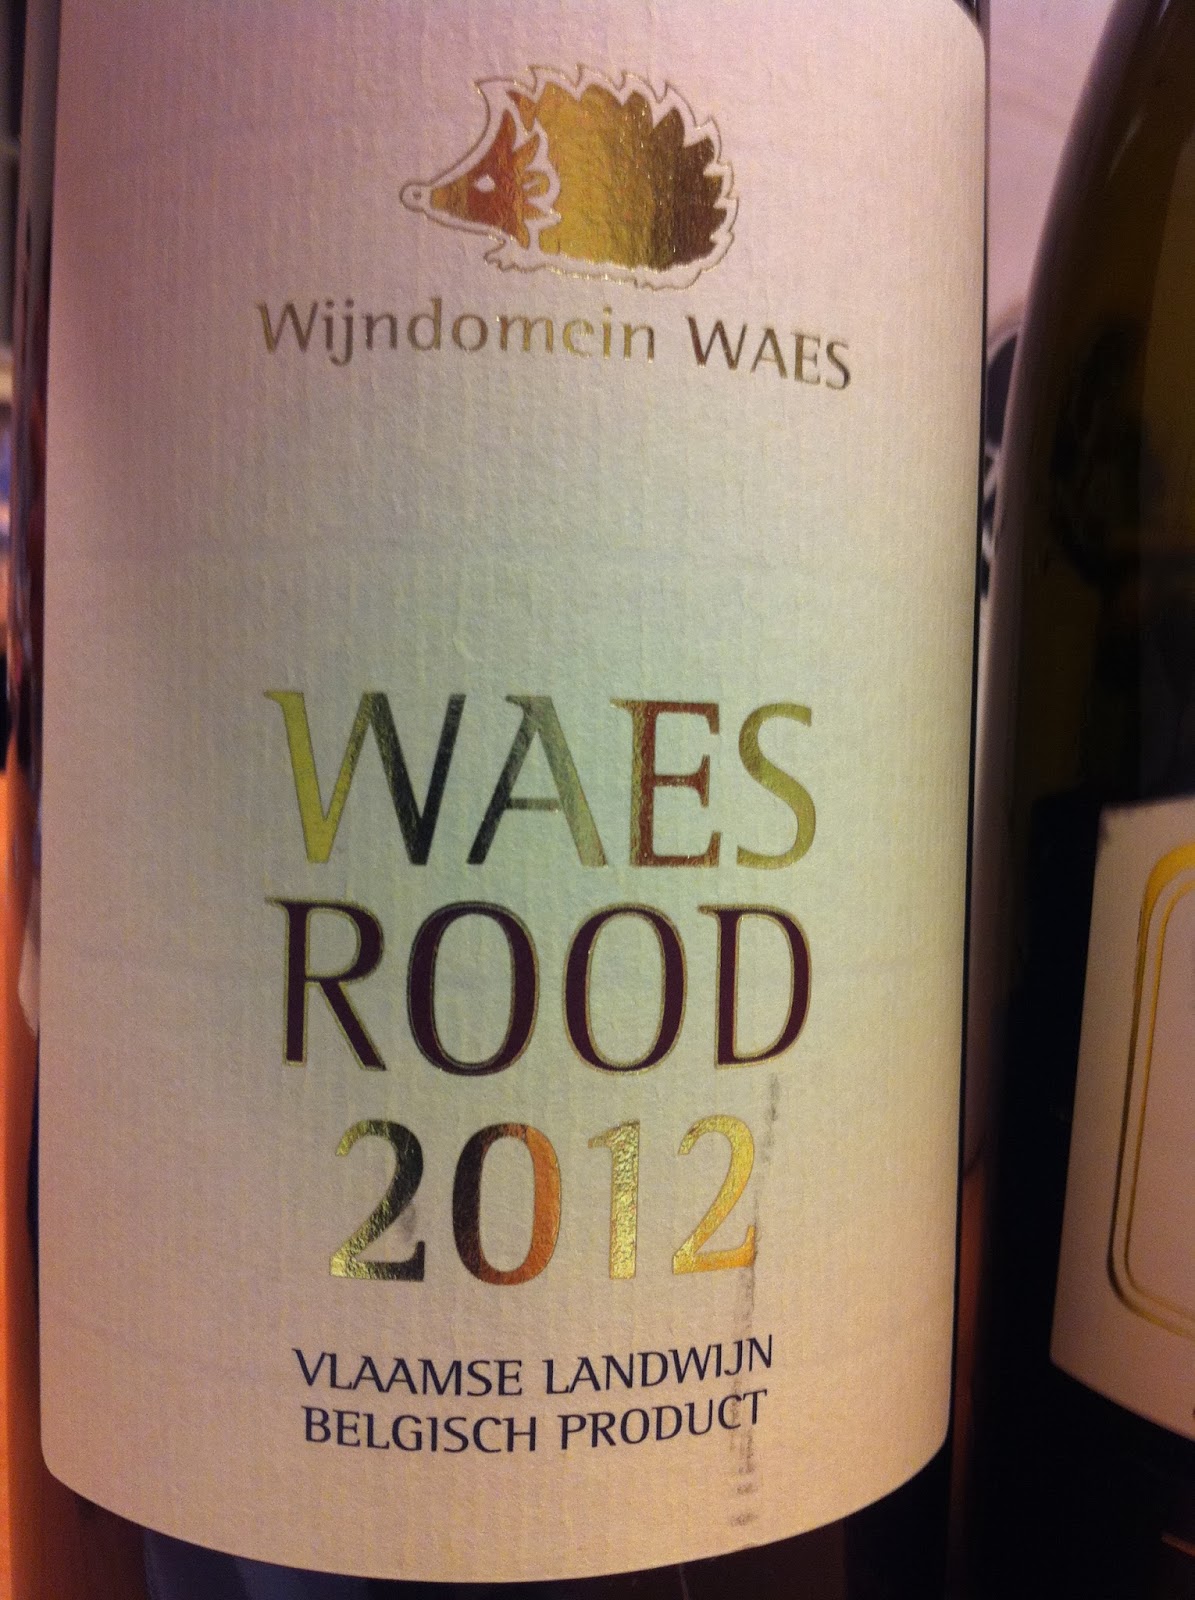 Wijndomein WAES
WAES
ROOD
2012
VLAAMSE LANDWIJN
BELGISCH PRODUCT